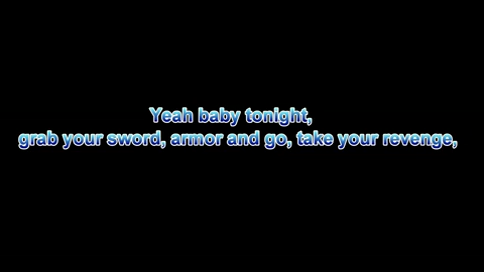 Yeah baby tonight,
grab your sword, armor and go, take your revenge,